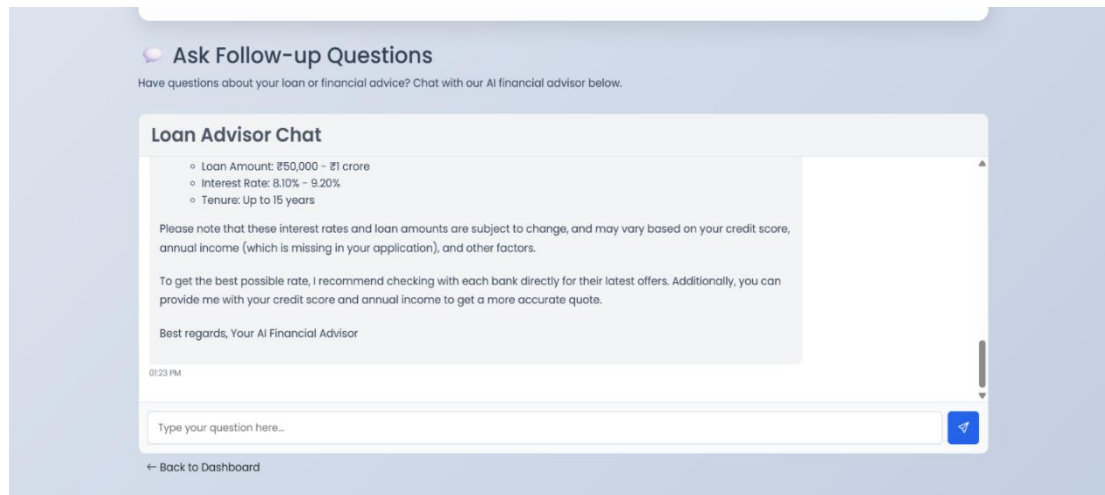 Ask Follow-up Questions
Have questions about your loan or financial advice? Chat with our AI financial advisor below.
Loan Advisor Chat
Loan Amount: ₹50,000 - ₹1 crore
Interest Rate: 8.10% - 9.20%
Tenure: Up to 15 years
Please note that these interest rates and loan amounts are subject to change, and may vary based on your credit score,
annual income (which is missing in your application), and other factors.
To get the best possible rate, I recommend checking with each bank directly for their latest offers. Additionally, you can
provide me with your credit score and annual income to get a more accurate quote.
Best regards, Your AI Financial Advisor
01:23 PM
Type your question here...
← Back to Dashboard